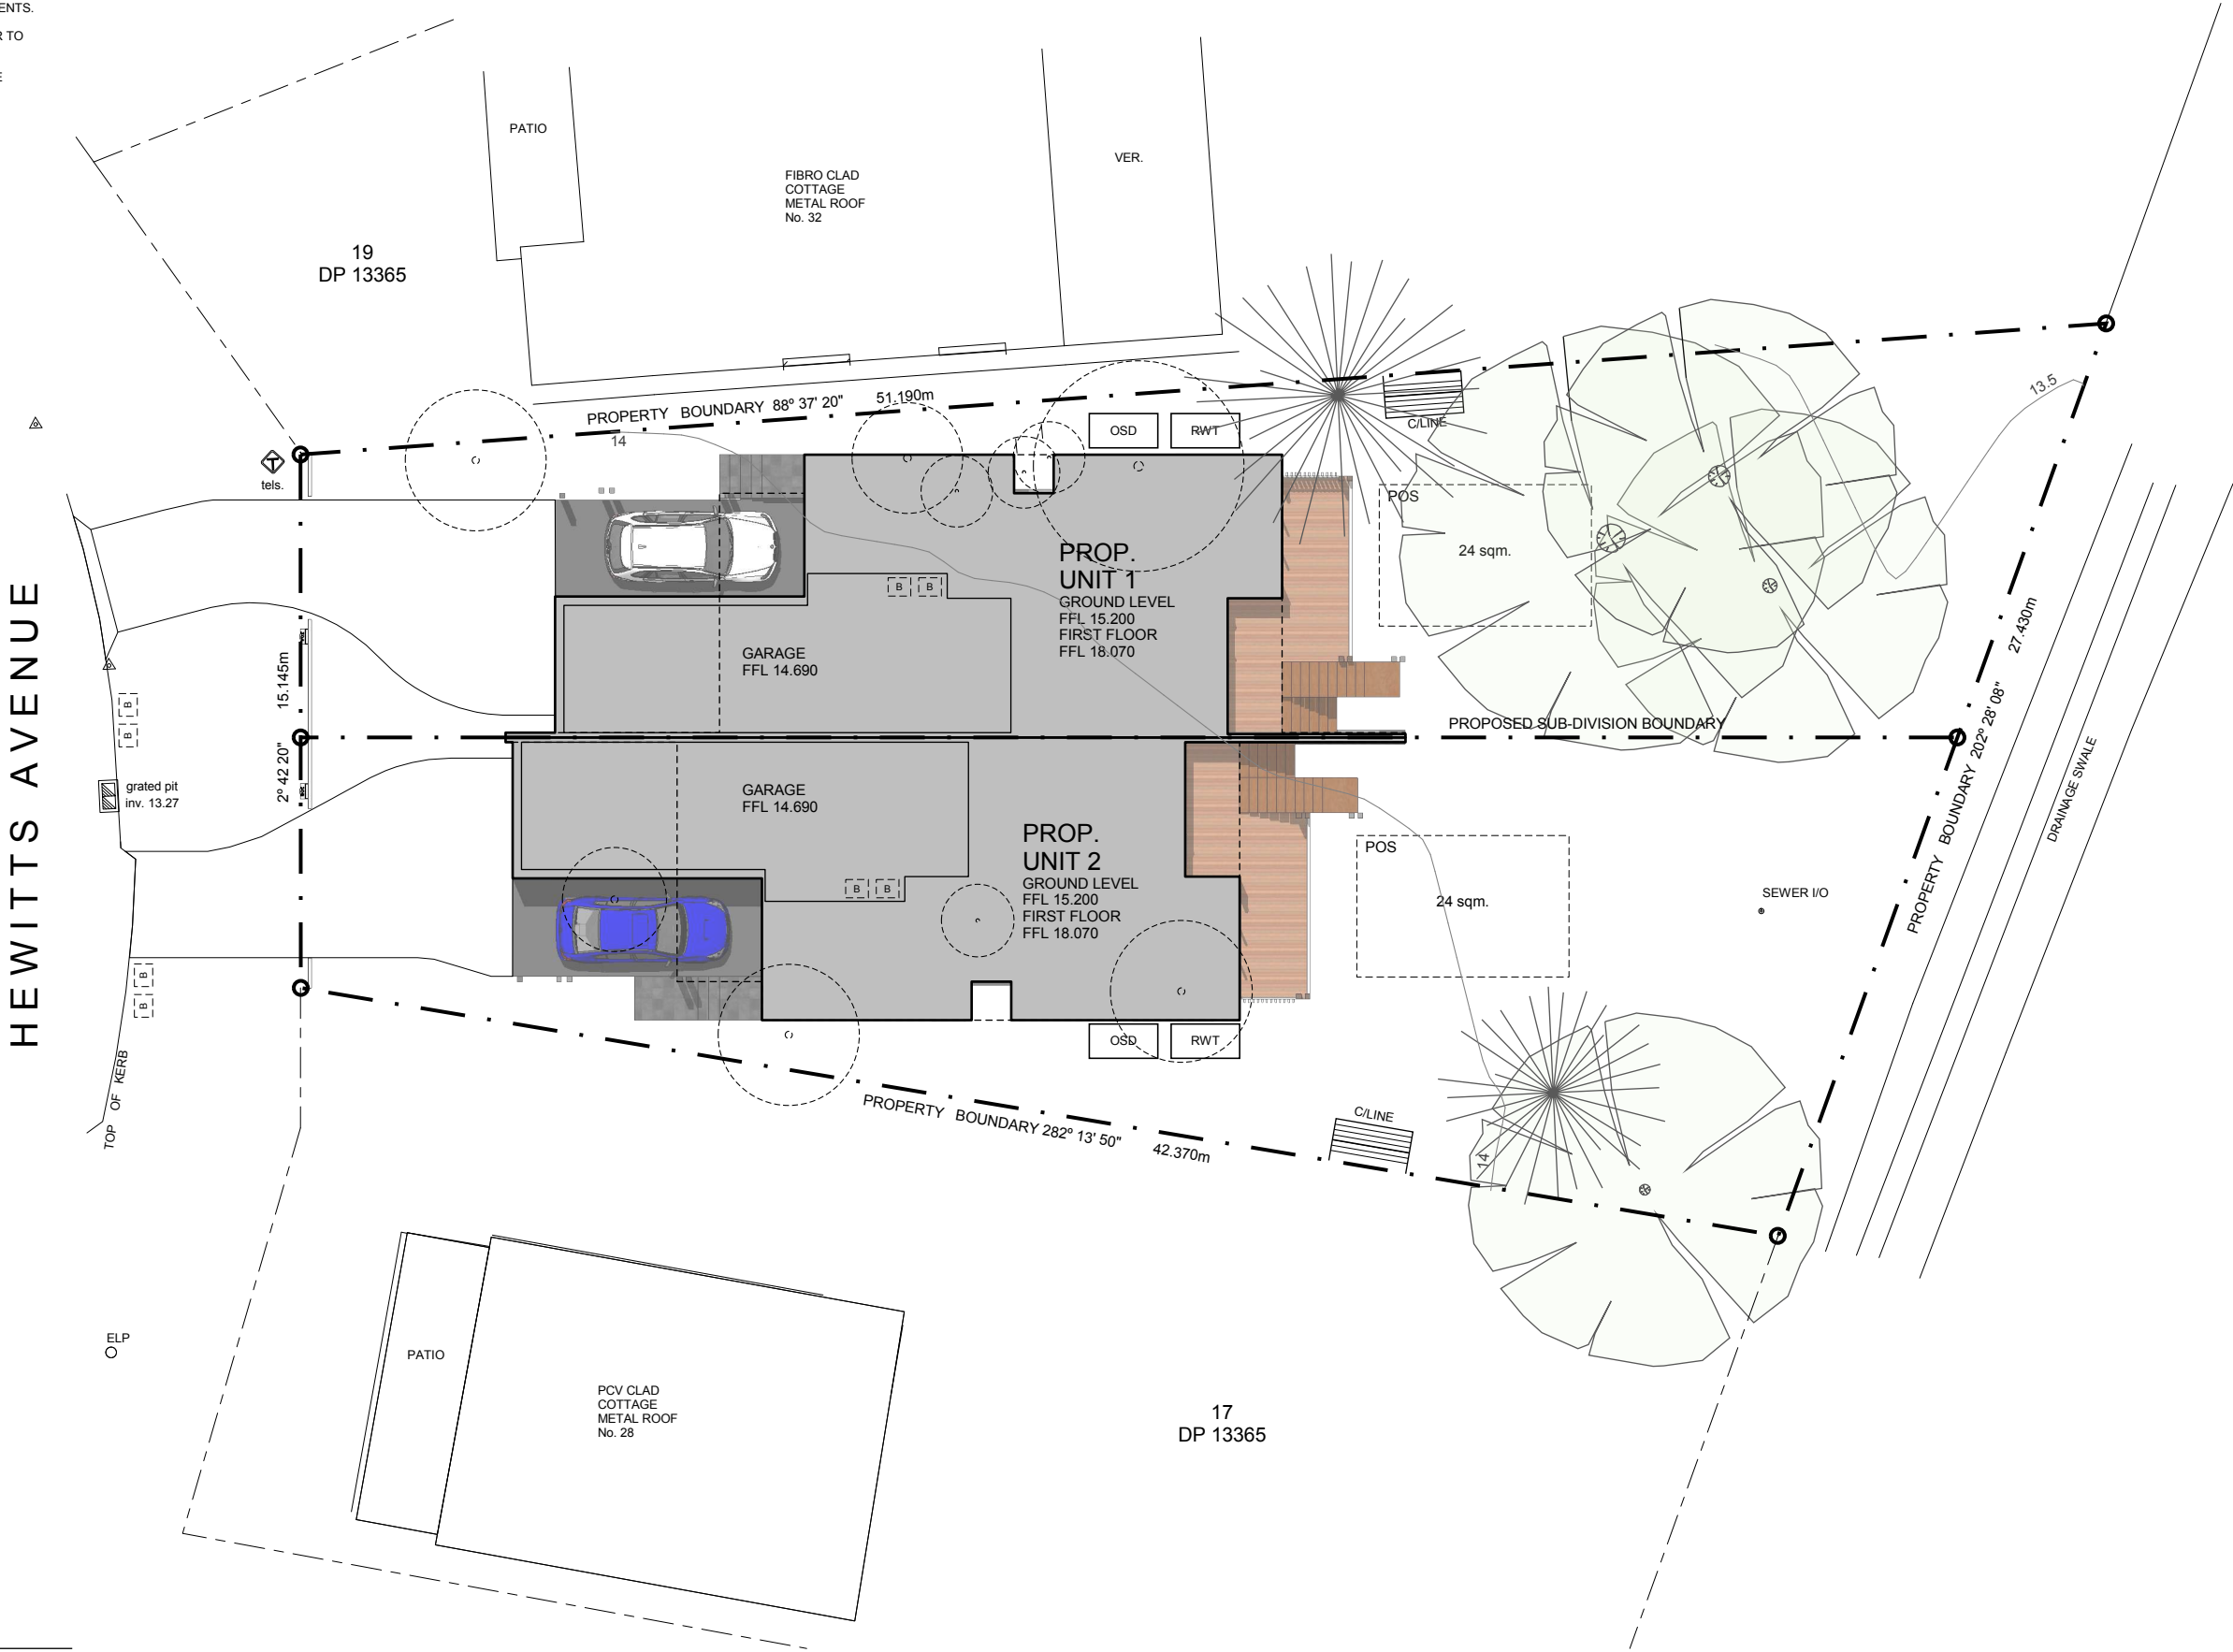 ENTS.
R TO
E
PATIO
VER.
FIBRO CLAD
COTTAGE
METAL ROOF
No. 32
19
DP 13365
13.5
PROPERTY BOUNDARY 88º 37' 20" 51.190m
14
C/LINE
OSD
RWT
tels.
POS
24 sqm.
PROP.
UNIT 1
GROUND LEVEL
FFL 15.200
FIRST FLOOR
FFL 18.070
B
B
GARAGE
FFL 14.690
HEWITTS AVENUE
15.145m
2º 42' 20"
B
B
27.430m
PROPERTY BOUNDARY 202º 28' 08"
PROPOSED SUB-DIVISION BOUNDARY
DRAINAGE SWALE
grated pit
inv. 13.27
GARAGE
FFL 14.690
PROP.
UNIT 2
GROUND LEVEL
FFL 15.200
FIRST FLOOR
FFL 18.070
B
B
POS
24 sqm.
SEWER I/O
B
B
OSD
RWT
TOP OF KERB
PROPERTY BOUNDARY 282º 13' 50" 42.370m
C/LINE
14
ELP
PATIO
PCV CLAD
COTTAGE
METAL ROOF
No. 28
17
DP 13365